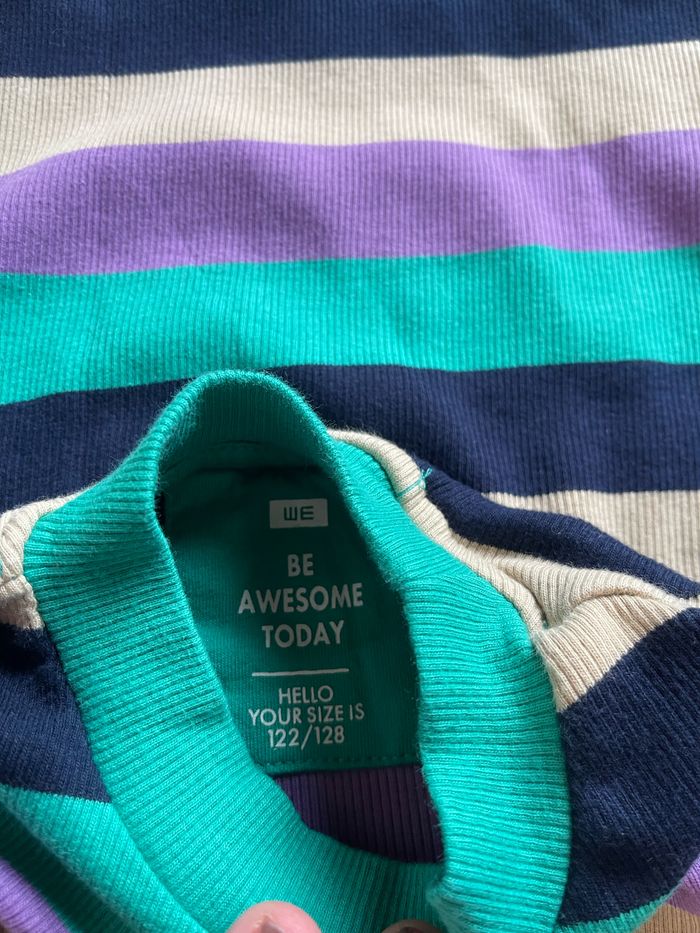 WE
BE
AWESOME
TODAY
HELLO
YOUR SIZE IS
122/128